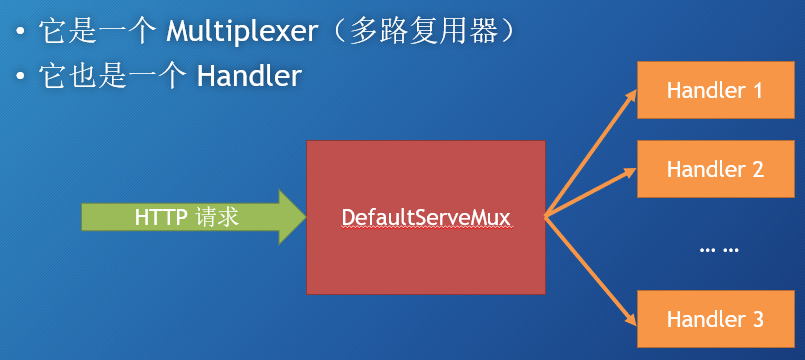 • 它是一个 Multiplexer（多路复用器）
• 它也是一个 Handler
HTTP 请求
DefaultServeMux
Handler 1
Handler 2
... ...
Handler 3